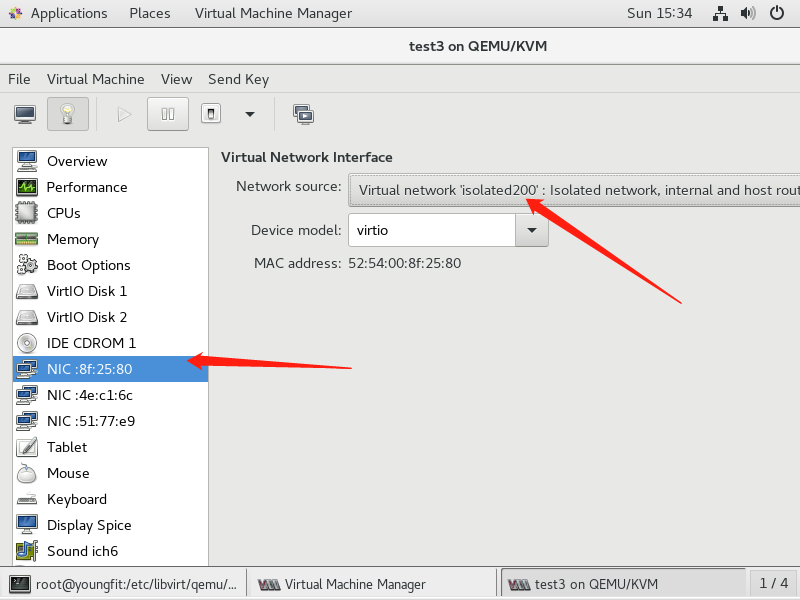 Applications Places Virtual Machine Manager Sun 15:34
test3 on QEMU/KVM
File Virtual Machine View Send Key
Overview
Performance
CPUs
Memory
Boot Options
VirtIO Disk 1
VirtIO Disk 2
IDE CDROM 1
NIC :8f:25:80
NIC :4e:c1:6c
NIC :51:77:e9
Tablet
Mouse
Keyboard
Display Spice
Sound ich6
Virtual Network Interface
Network source: Virtual network 'isolated200' : Isolated network, internal and host rout
Device model: virtio
MAC address: 52:54:00:8f:25:80
root@youngfit:/etc/libvirt/qemu/... Virtual Machine Manager test3 on QEMU/KVM 1 / 4